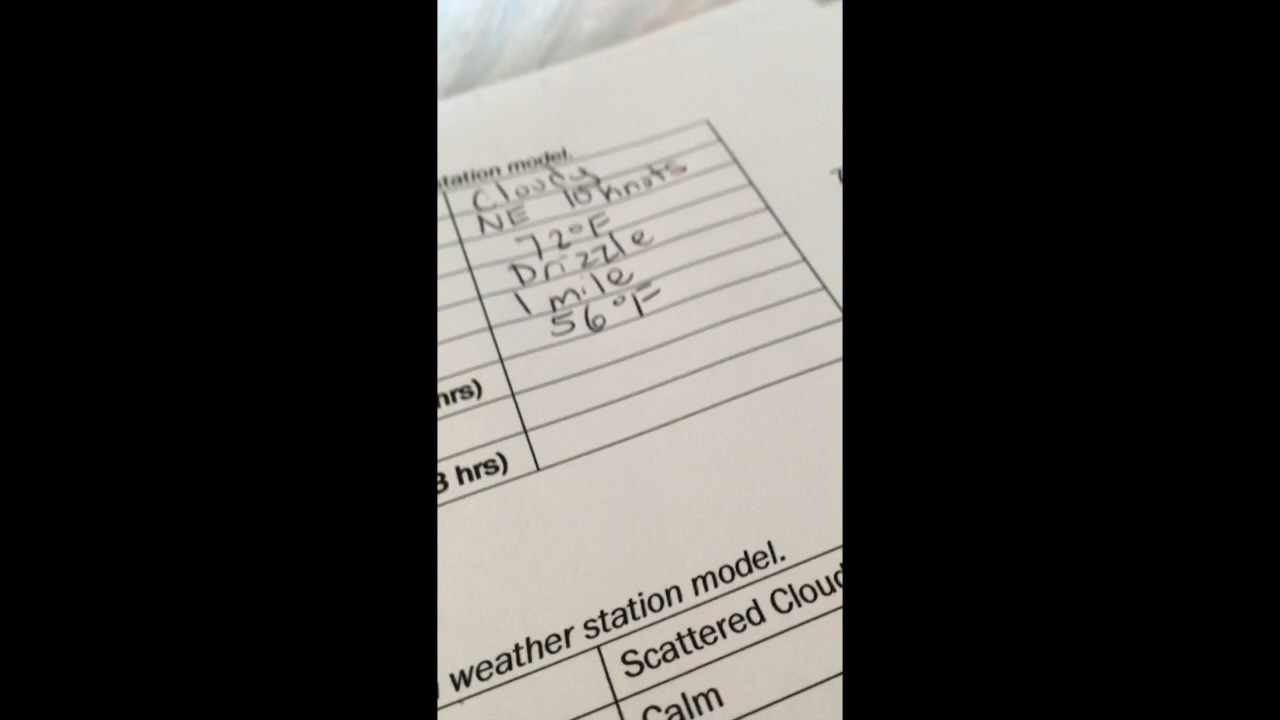 station model.
Cloudy
NE 10 knots
72°F
Drizzle
1 mile
56°F
hrs)
3 hrs)
weather station model.
Scattered Cloud
Calm